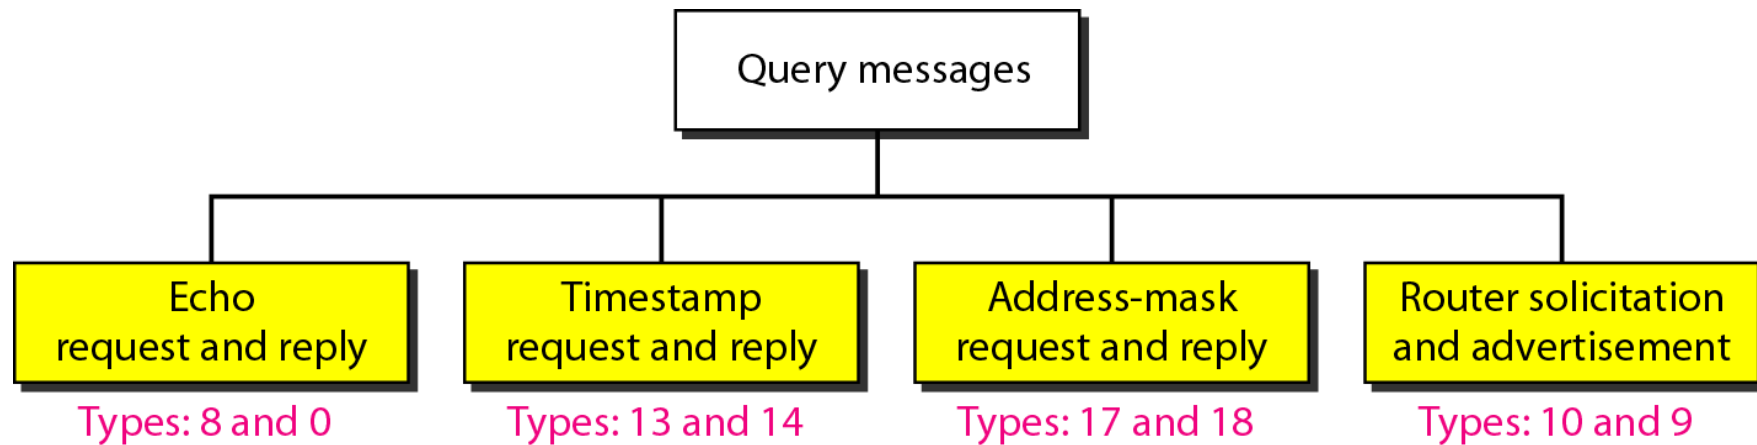 Query messages
Echo
request and reply
Timestamp
request and reply
Address-mask
request and reply
Router solicitation
and advertisement
Types: 8 and 0
Types: 13 and 14
Types: 17 and 18
Types: 10 and 9